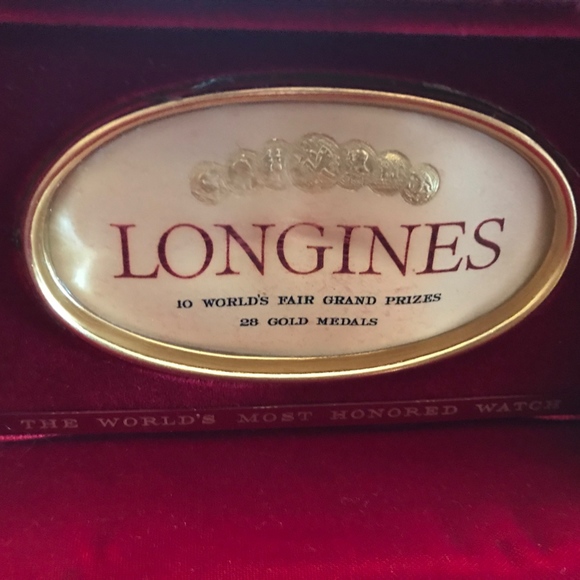 LONGINES
10 WORLD'S FAIR GRAND PRIZES
28 GOLD MEDALS
THE WORLD'S MOST HONORED WATCH